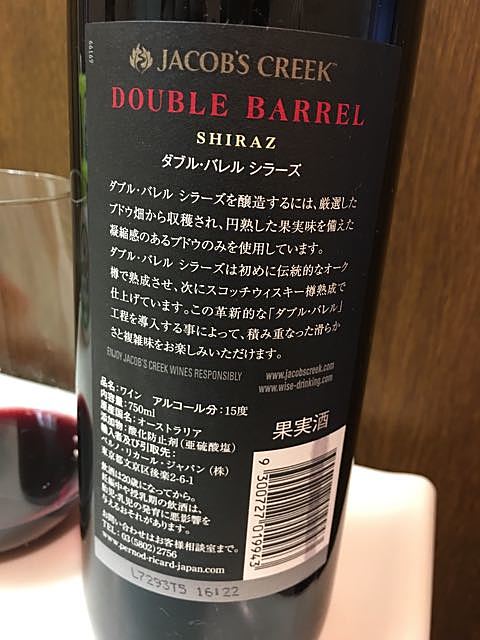 66169
JACOB'S CREEK™
DOUBLE BARREL
SHIRAZ
ダブル・バレル シラーズ
ダブル・バレル シラーズを醸造するには、厳選した
ブドウ畑から収穫され、円熟した果実味を備えた
凝縮感のあるブドウのみを使用しています。
ダブル・バレル シラーズは初めに伝統的なオーク
樽で熟成させ、次にスコッチウィスキー樽熟成で
仕上げています。この革新的な「ダブル・バレル」
工程を導入する事によって、積み重なった滑らか
さと複雑味をお楽しみいただけます。
ENJOY JACOB'S CREEK WINES RESPONSIBLY
www.jacobscreek.com
www.wise-drinking.com
品名:ワイン アルコール分:15度
内容量:750ml
原産国名:オーストラリア
添加物:酸化防止剤(亜硫酸塩)
輸入者及び引取先:
ペルノ・リカール・ジャパン(株)
東京都文京区後楽2-6-1
飲酒は20歳になってから。
妊娠中や授乳期の飲酒は、
胎児・乳児の発育に悪影響を
与えるおそれがあります。
お問い合わせはお客様相談室まで。
TEL: 03(5802)2756
www.pernod-ricard-japan.com
果実酒
9 300727 019943
L7293T5 16:22